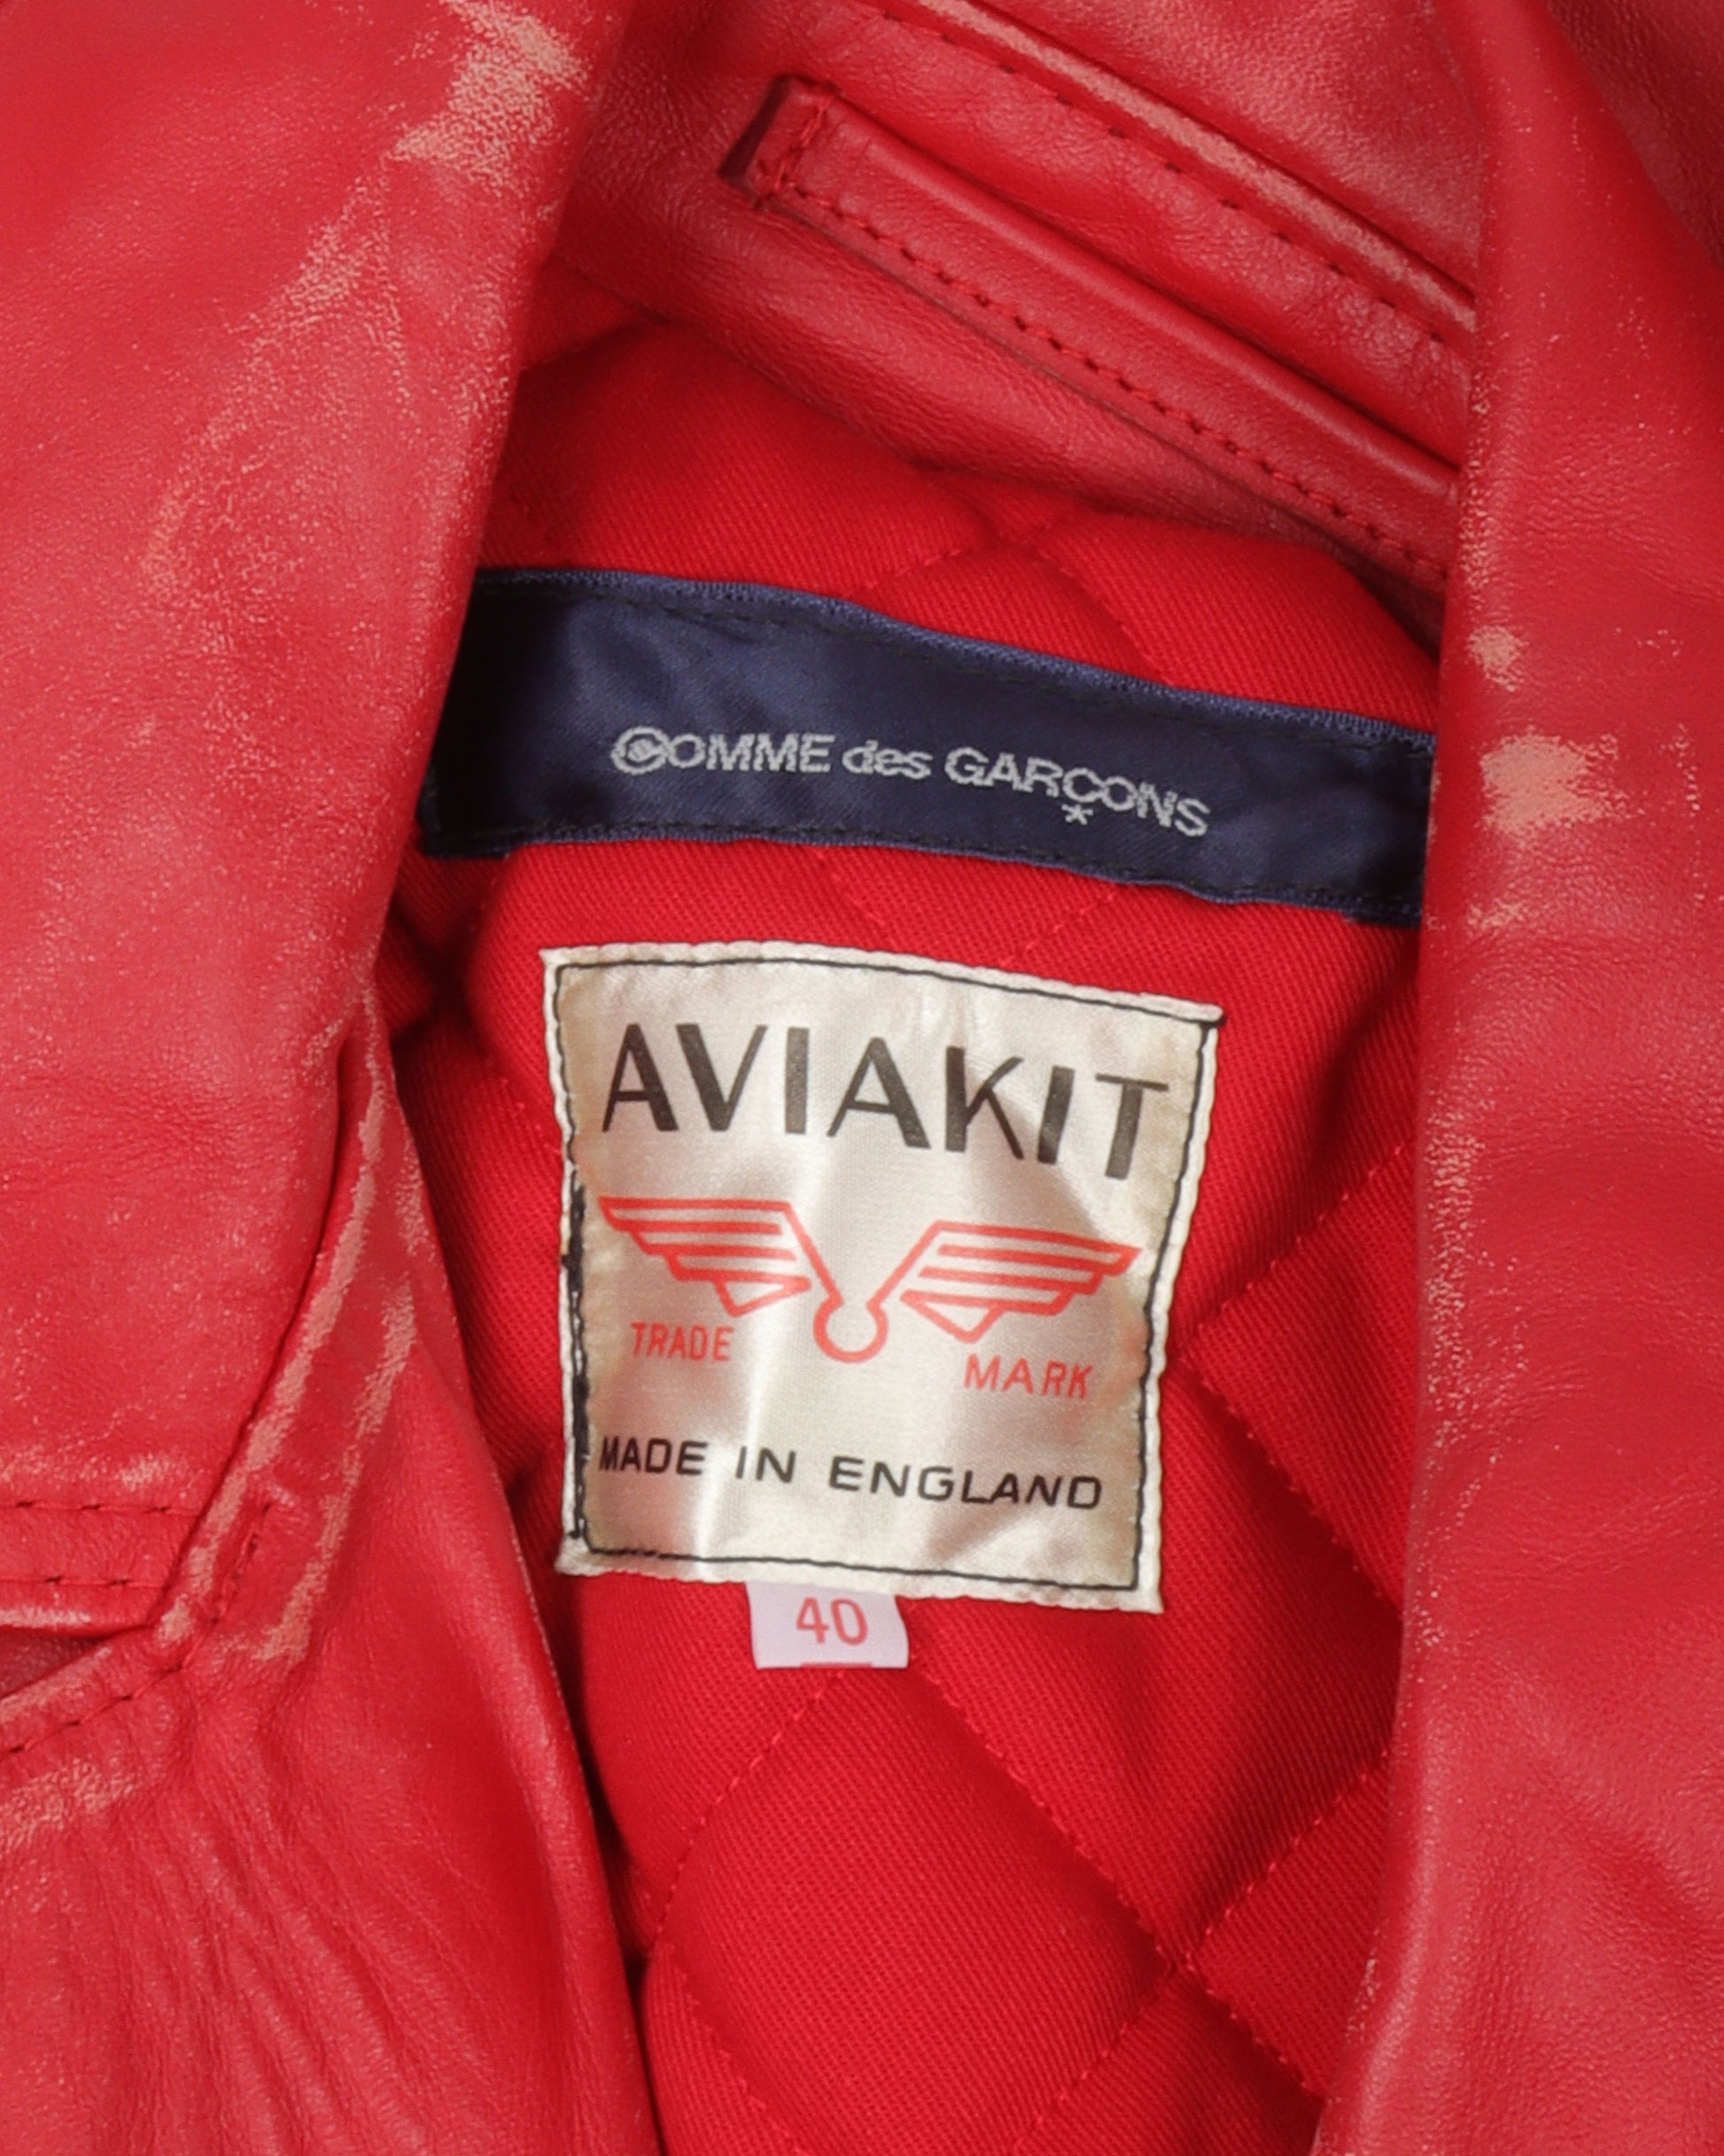 COMME des GARÇONS
AVIAKIT
TRADE MARK
MADE IN ENGLAND
40